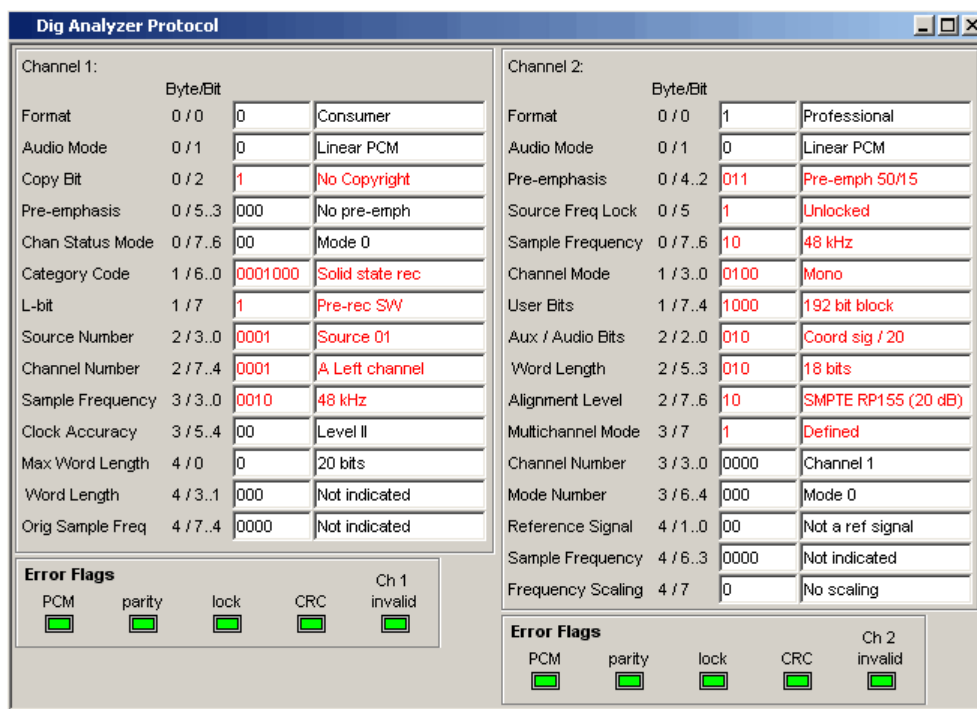 Dig Analyzer Protocol
Channel 1:
Byte/Bit
Format 0 / 0 0 Consumer
Audio Mode 0 / 1 0 Linear PCM
Copy Bit 0 / 2 1 No Copyright
Pre-emphasis 0 / 5..3 000 No pre-emph
Chan Status Mode 0 / 7..6 00 Mode 0
Category Code 1 / 6..0 0001000 Solid state rec
L-bit 1 / 7 1 Pre-rec SW
Source Number 2 / 3..0 0001 Source 01
Channel Number 2 / 7..4 0001 A Left channel
Sample Frequency 3 / 3..0 0010 48 kHz
Clock Accuracy 3 / 5..4 00 Level II
Max Word Length 4 / 0 0 20 bits
Word Length 4 / 3..1 000 Not indicated
Orig Sample Freq 4 / 7..4 0000 Not indicated
Error Flags
Ch 1
PCM parity lock CRC invalid
Channel 2:
Byte/Bit
Format 0 / 0 1 Professional
Audio Mode 0 / 1 0 Linear PCM
Pre-emphasis 0 / 4..2 011 Pre-emph 50/15
Source Freq Lock 0 / 5 1 Unlocked
Sample Frequency 0 / 7..6 10 48 kHz
Channel Mode 1 / 3..0 0100 Mono
User Bits 1 / 7..4 1000 192 bit block
Aux / Audio Bits 2 / 2..0 010 Coord sig / 20
Word Length 2 / 5..3 010 18 bits
Alignment Level 2 / 7..6 10 SMPTE RP155 (20 dB)
Multichannel Mode 3 / 7 1 Defined
Channel Number 3 / 3..0 0000 Channel 1
Mode Number 3 / 6..4 000 Mode 0
Reference Signal 4 / 1..0 00 Not a ref signal
Sample Frequency 4 / 6..3 0000 Not indicated
Frequency Scaling 4 / 7 0 No scaling
Error Flags
Ch 2
PCM parity lock CRC invalid